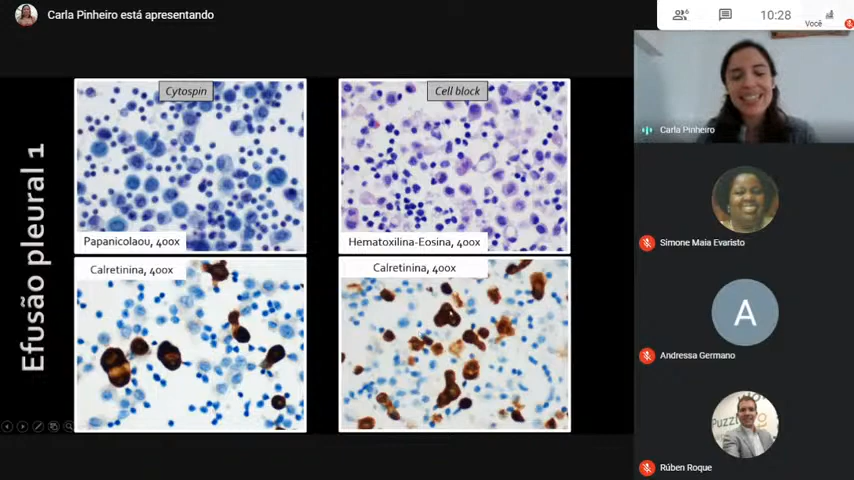 Carla Pinheiro está apresentando
10:28
Você
Cytospin
Cell block
Efusão pleural 1
Papanicolaou, 400x
Hematoxilina-Eosina, 400x
Calretinina, 400x
Calretinina, 400x
Carla Pinheiro
Simone Maia Evaristo
A
Andressa Germano
Puzzl
Rúben Roque